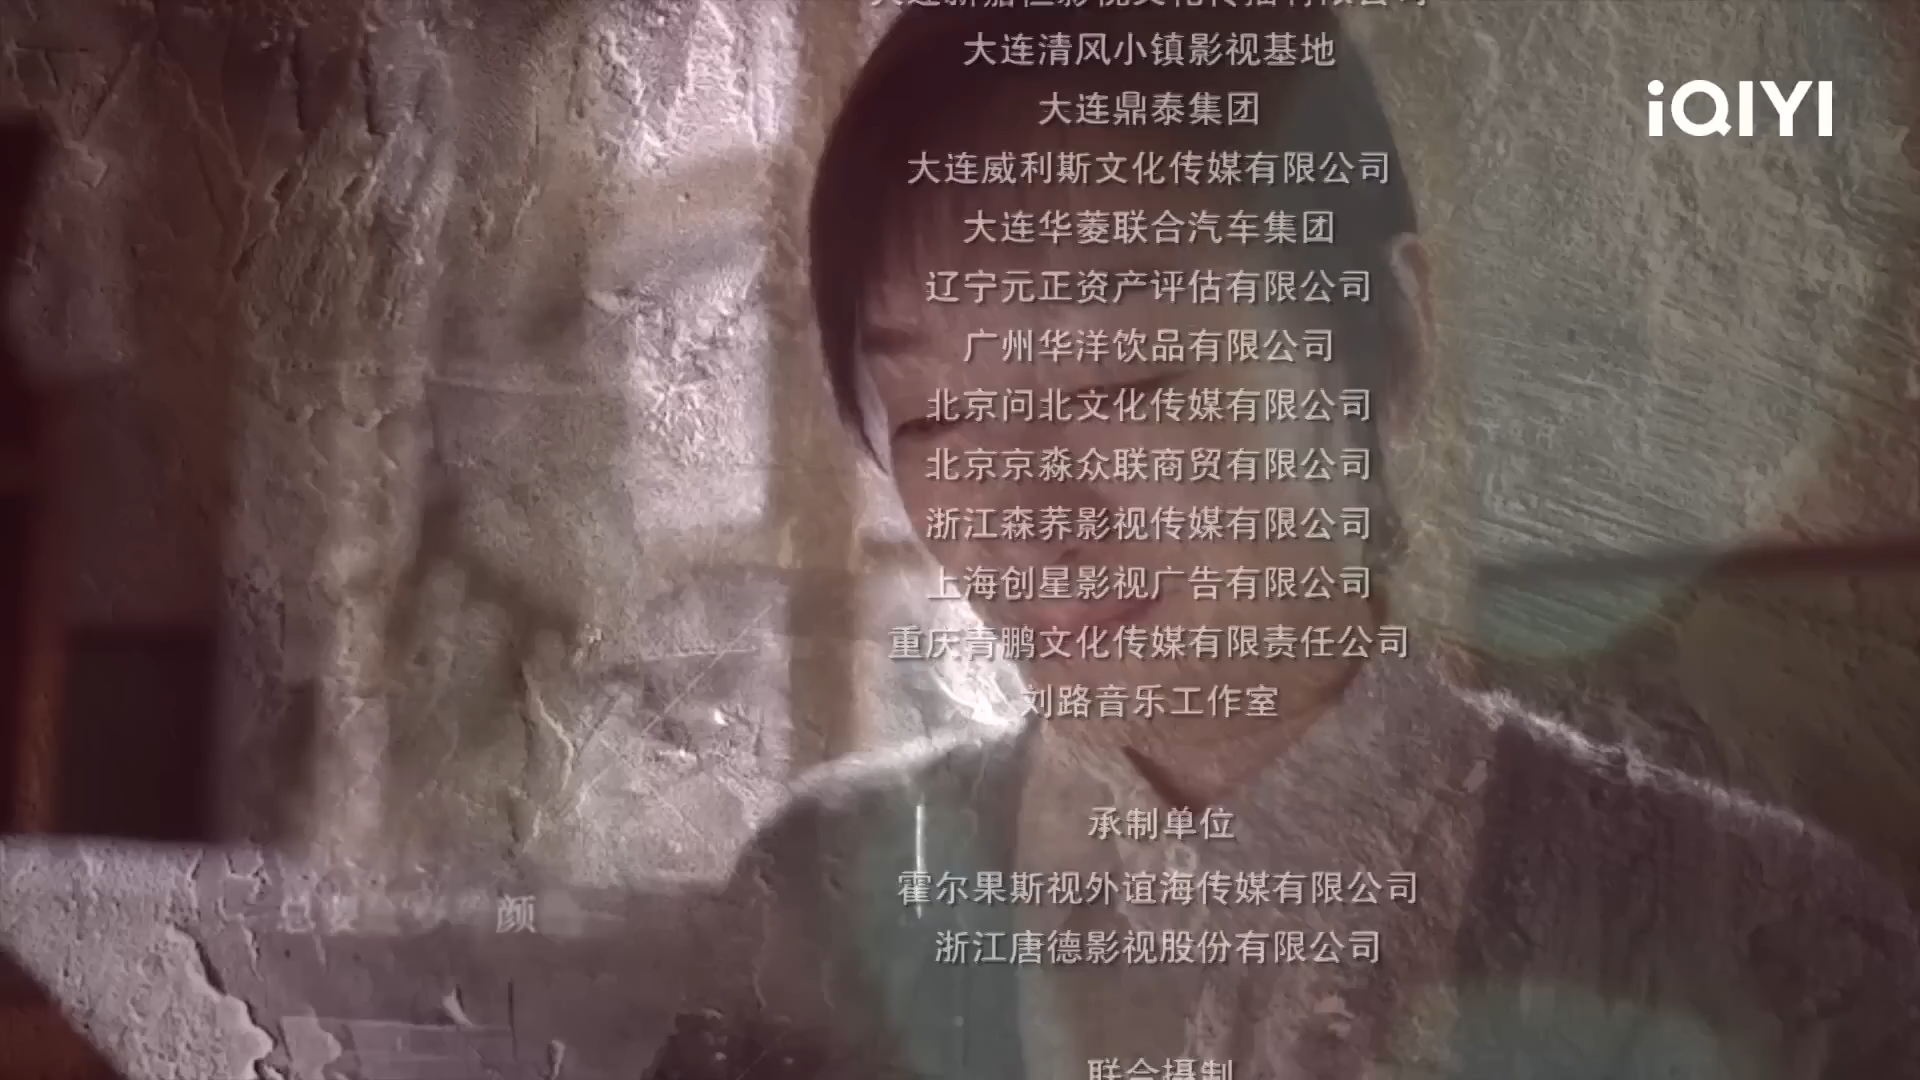 大连清风小镇影视基地
iQIYI
大连鼎泰集团
大连威利斯文化传媒有限公司
大连华菱联合汽车集团
辽宁元正资产评估有限公司
广州华洋饮品有限公司
北京问北文化传媒有限公司
北京京淼众联商贸有限公司
浙江森荞影视传媒有限公司
上海创星影视广告有限公司
重庆青鹏文化传媒有限责任公司
刘路音乐工作室
承制单位
霍尔果斯视外谊海传媒有限公司
颜
浙江唐德影视股份有限公司
联合摄制